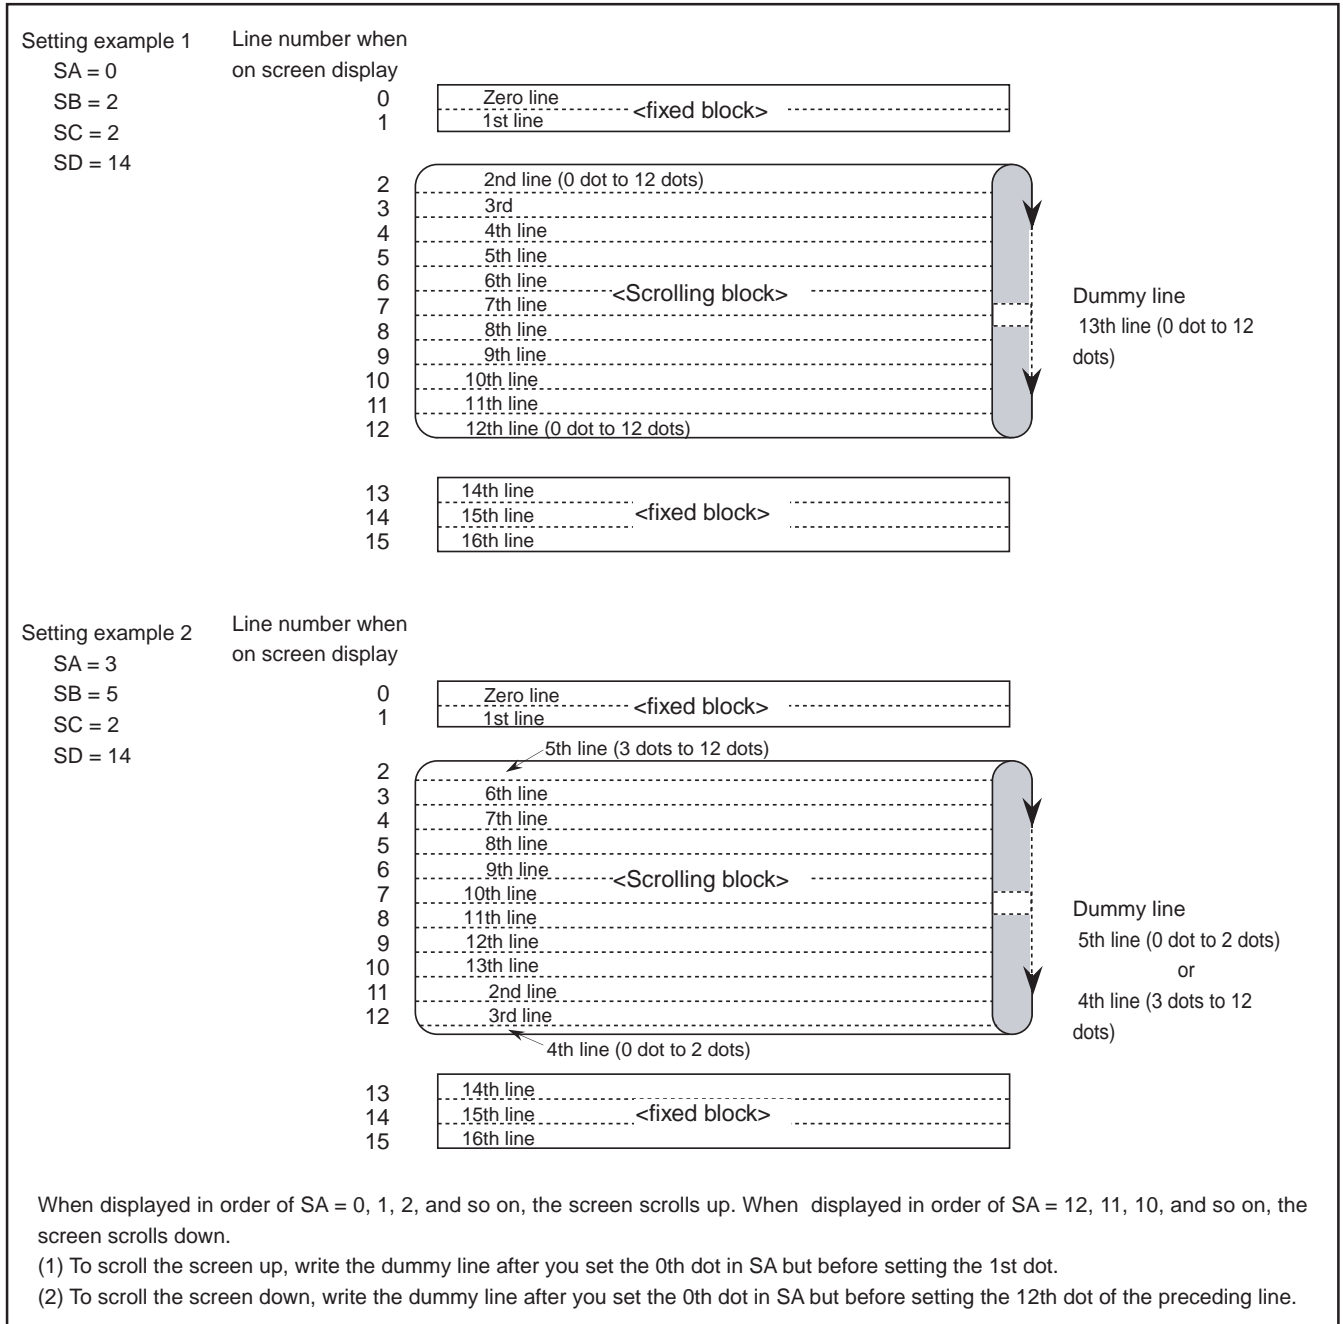 Setting example 1
SA = 0
SB = 2
SC = 2
SD = 14
Line number when
on screen display
0 Zero line
1 1st line
<fixed block>
2 2nd line (0 dot to 12 dots)
3 3rd
4 4th line
5 5th line
6 6th line
<Scrolling block>
7 7th line
8 8th line
9 9th line
10 10th line
11 11th line
12 12th line (0 dot to 12 dots)
Dummy line
13th line (0 dot to 12
dots)
13 14th line
14 15th line
<fixed block>
15 16th line
Setting example 2
SA = 3
SB = 5
SC = 2
SD = 14
Line number when
on screen display
0 Zero line
1 1st line
<fixed block>
5th line (3 dots to 12 dots)
2
3 6th line
4 7th line
5 8th line
6 9th line
<Scrolling block>
7 10th line
8 11th line
9 12th line
10 13th line
11 2nd line
12 3rd line
4th line (0 dot to 2 dots)
Dummy line
5th line (0 dot to 2 dots)
or
4th line (3 dots to 12
dots)
13 14th line
14 15th line
<fixed block>
15 16th line
When displayed in order of SA = 0, 1, 2, and so on, the screen scrolls up. When displayed in order of SA = 12, 11, 10, and so on, the
screen scrolls down.
(1) To scroll the screen up, write the dummy line after you set the 0th dot in SA but before setting the 1st dot.
(2) To scroll the screen down, write the dummy line after you set the 0th dot in SA but before setting the 12th dot of the preceding line.